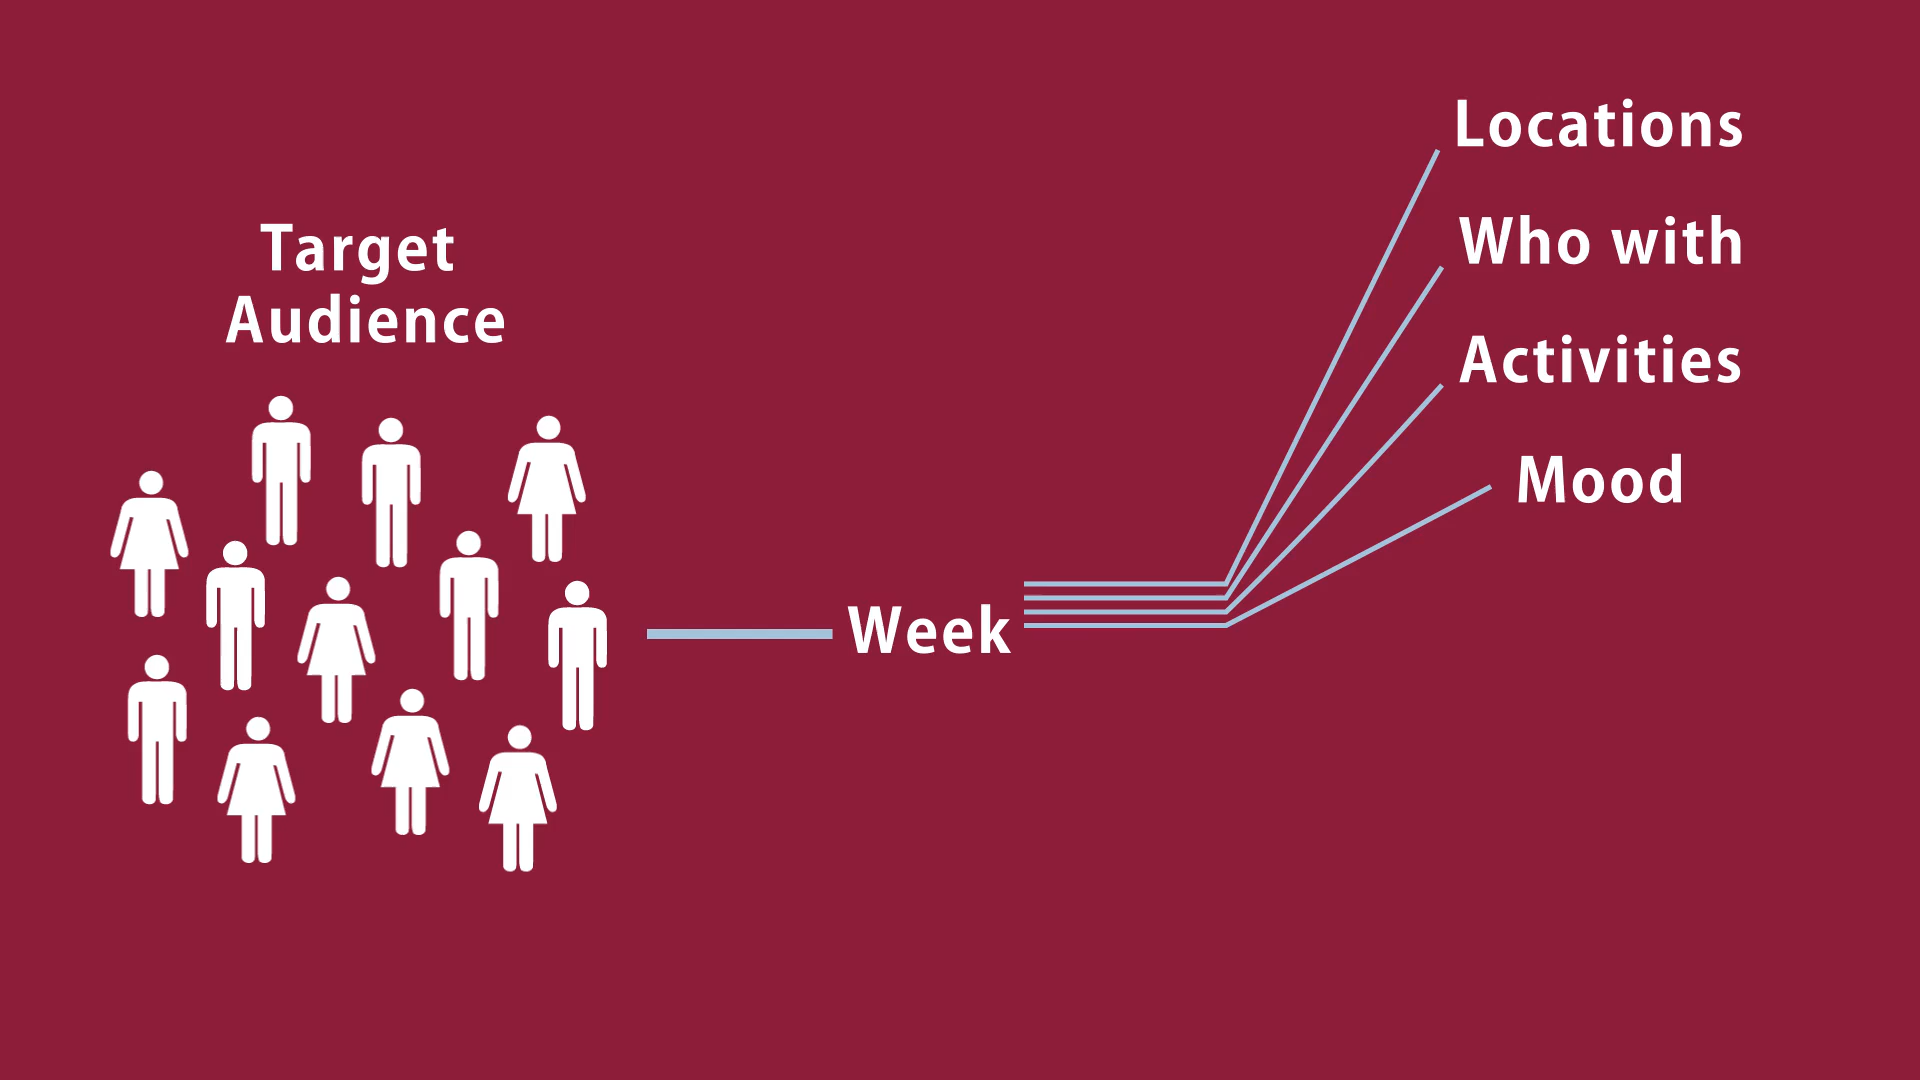 Target
Audience
Week
Locations
Who with
Activities
Mood